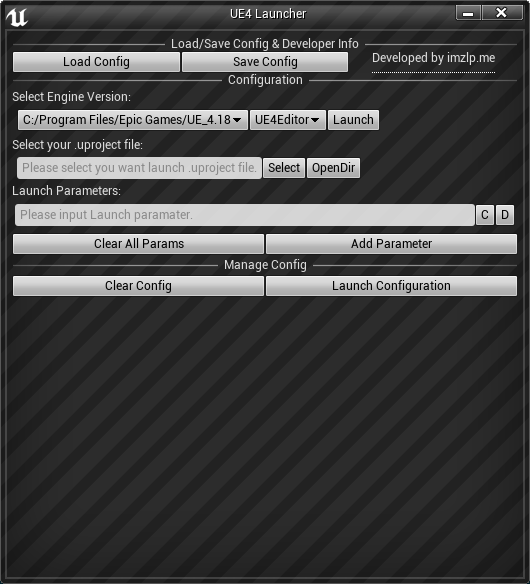 UE4 Launcher
Load/Save Config & Developer Info
Load Config Save Config Developed by imzlp.me
Configuration
Select Engine Version:
C:/Program Files/Epic Games/UE_4.18 UE4Editor Launch
Select your .uproject file:
Please select you want launch .uproject file. Select OpenDir
Launch Parameters:
Please input Launch paramater. C D
Clear All Params Add Parameter
Manage Config
Clear Config Launch Configuration